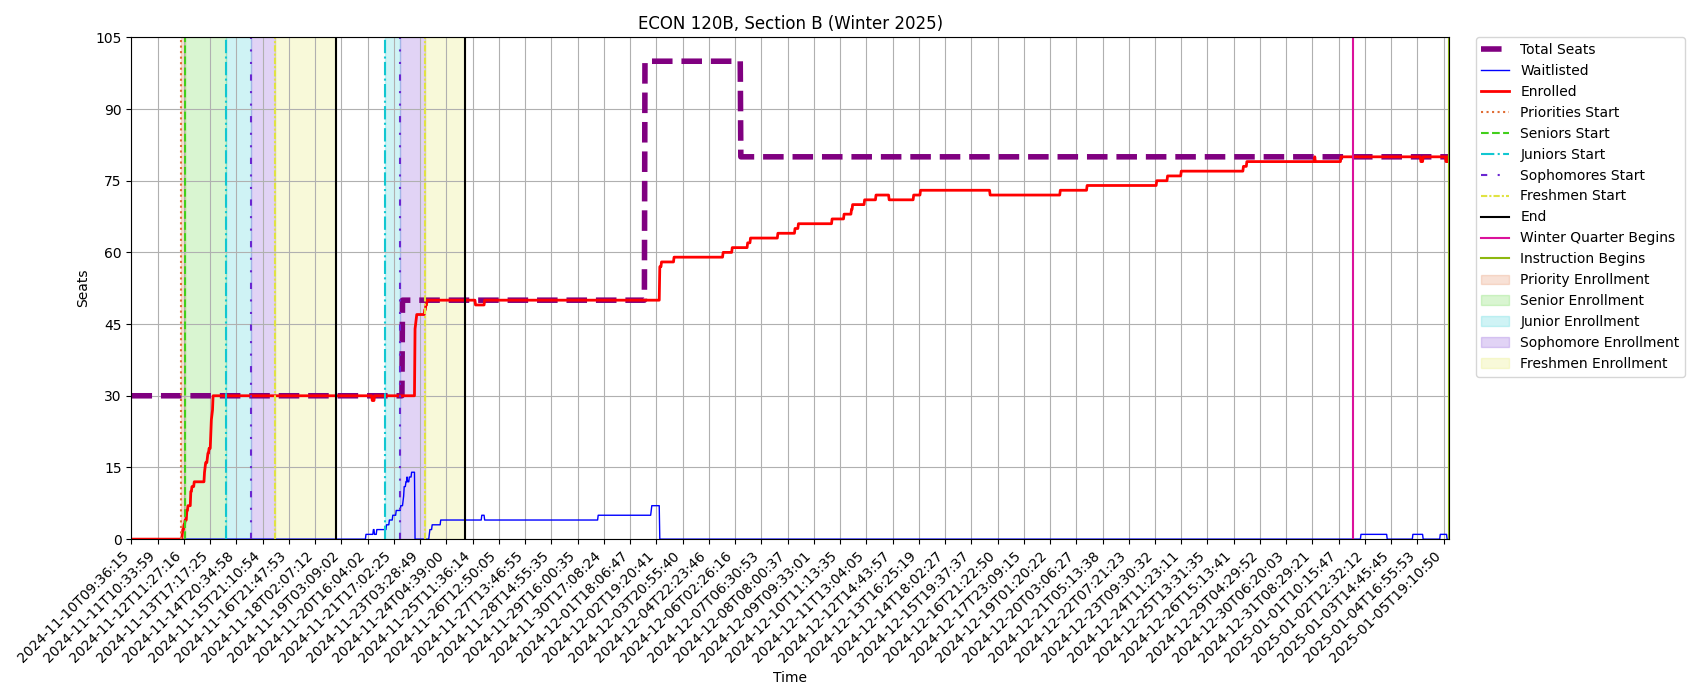 ECON 120B, Section B (Winter 2025)
105
90
75
60
45
30
15
0
Seats
2024-11-10T09:36:15
2024-11-11T10:33:59
2024-11-12T11:27:16
2024-11-13T17:17:25
2024-11-14T20:34:58
2024-11-15T21:10:54
2024-11-16T21:47:53
2024-11-18T02:07:12
2024-11-19T03:09:02
2024-11-20T16:04:02
2024-11-21T17:02:25
2024-11-23T03:28:49
2024-11-24T04:39:00
2024-11-25T11:36:14
2024-11-26T12:50:05
2024-11-27T13:46:55
2024-11-28T14:55:35
2024-11-29T16:00:35
2024-11-30T17:08:24
2024-12-01T18:06:47
2024-12-02T19:20:41
2024-12-03T20:55:40
2024-12-04T22:23:46
2024-12-06T02:26:16
2024-12-07T06:30:53
2024-12-08T08:00:37
2024-12-09T09:33:01
2024-12-10T11:13:35
2024-12-11T13:04:05
2024-12-12T14:43:57
2024-12-13T16:25:19
2024-12-14T18:02:27
2024-12-15T19:37:37
2024-12-16T21:22:50
2024-12-17T23:09:15
2024-12-19T01:20:22
2024-12-20T03:06:27
2024-12-21T05:13:38
2024-12-22T07:21:23
2024-12-23T09:30:32
2024-12-24T11:23:11
2024-12-25T13:31:35
2024-12-26T15:13:41
2024-12-29T04:29:52
2024-12-30T06:20:03
2024-12-31T08:29:21
2025-01-01T10:15:47
2025-01-02T12:32:12
2025-01-03T14:45:45
2025-01-04T16:55:53
2025-01-05T19:10:50
Time
Total Seats
Waitlisted
Enrolled
Priorities Start
Seniors Start
Juniors Start
Sophomores Start
Freshmen Start
End
Winter Quarter Begins
Instruction Begins
Priority Enrollment
Senior Enrollment
Junior Enrollment
Sophomore Enrollment
Freshmen Enrollment